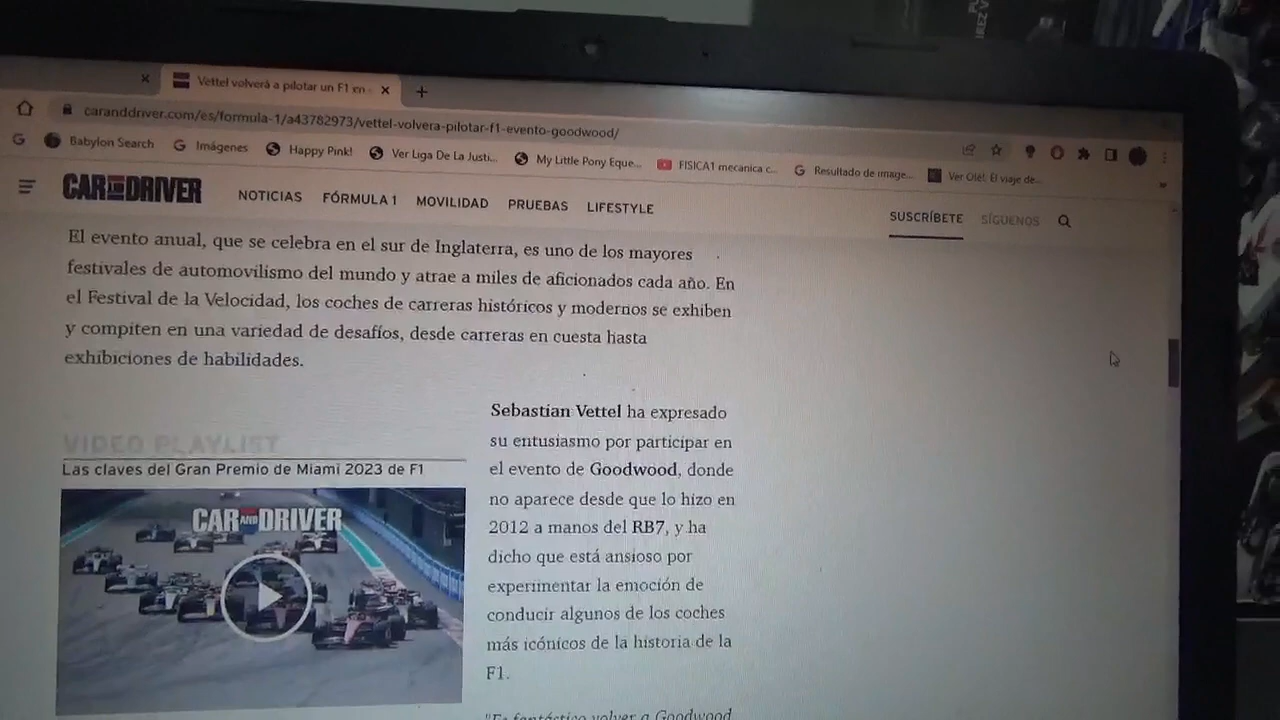 Vettel volverá a pilotar un F1 en
caranddriver.com/es/formula-1/a43782973/vettel-volvera-pilotar-f1-evento-goodwood/
Babylon Search
Imágenes
Happy Pink!
Ver Liga De La Justi...
My Little Pony Eque...
FISICA1 mecanica c...
Resultado de image...
Ver Olé!, El viaje de...
CAR AND DRIVER
NOTICIAS
FÓRMULA 1
MOVILIDAD
PRUEBAS
LIFESTYLE
SUSCRÍBETE
SÍGUENOS
El evento anual, que se celebra en el sur de Inglaterra, es uno de los mayores
festivales de automovilismo del mundo y atrae a miles de aficionados cada año. En
el Festival de la Velocidad, los coches de carreras históricos y modernos se exhiben
y compiten en una variedad de desafíos, desde carreras en cuesta hasta
exhibiciones de habilidades.
VIDEO PLAYLIST
Las claves del Gran Premio de Miami 2023 de F1
CAR AND DRIVER
Sebastian Vettel ha expresado
su entusiasmo por participar en
el evento de Goodwood, donde
no aparece desde que lo hizo en
2012 a manos del RB7, y ha
dicho que está ansioso por
experimentar la emoción de
conducir algunos de los coches
más icónicos de la historia de la
F1.
"Es fantástico volver a Goodwood